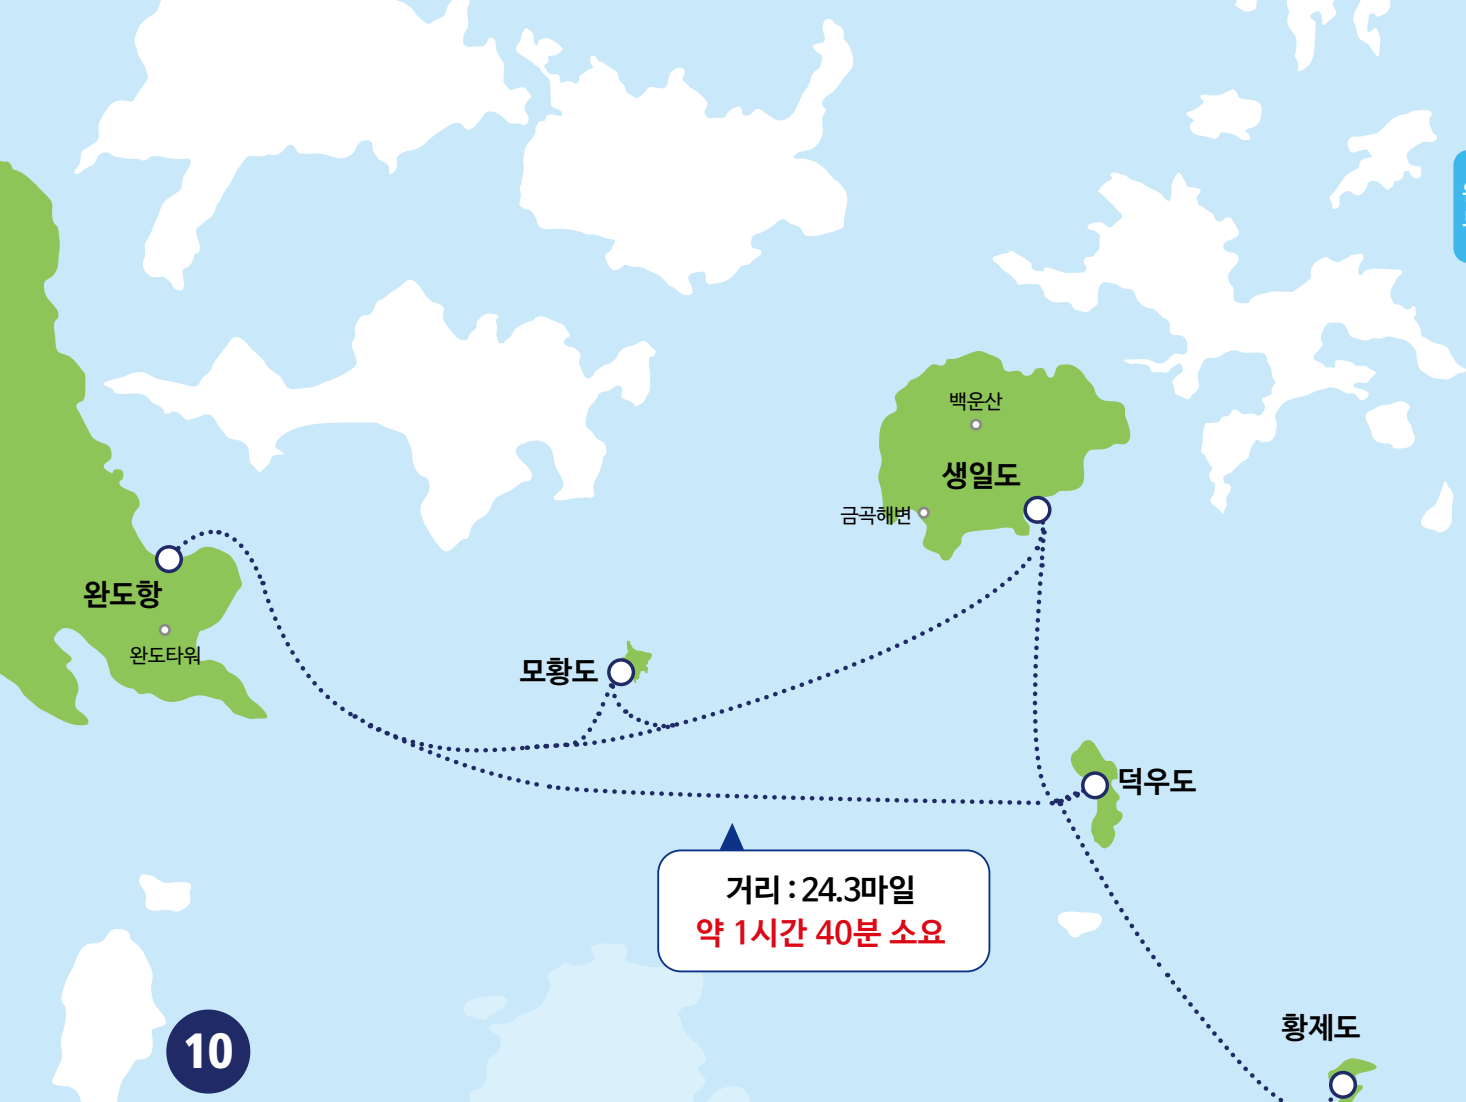 백운산
생일도
금곡해변
완도항
완도타워
모황도
덕우도
거리 : 24.3마일
약 1시간 40분 소요
황제도
10